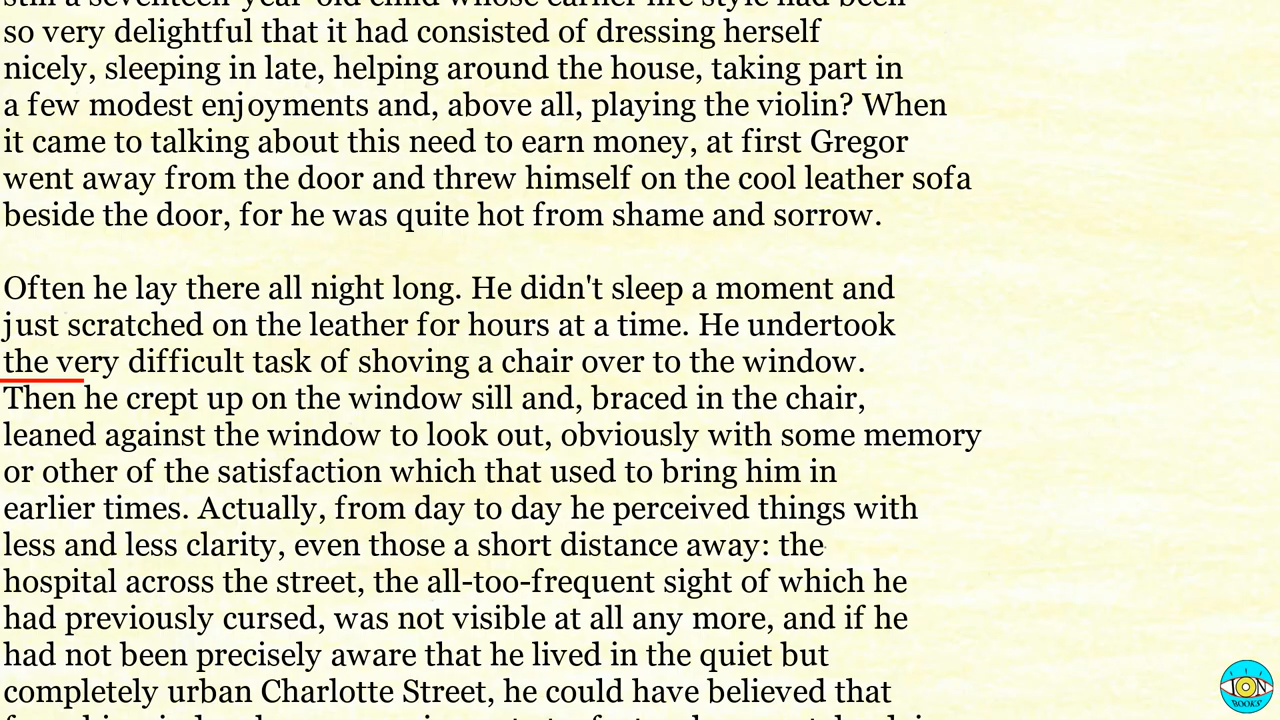 still a seventeen-year-old child whose earlier life style had been
so very delightful that it had consisted of dressing herself
nicely, sleeping in late, helping around the house, taking part in
a few modest enjoyments and, above all, playing the violin? When
it came to talking about this need to earn money, at first Gregor
went away from the door and threw himself on the cool leather sofa
beside the door, for he was quite hot from shame and sorrow.
Often he lay there all night long. He didn't sleep a moment and
just scratched on the leather for hours at a time. He undertook
the very difficult task of shoving a chair over to the window.
Then he crept up on the window sill and, braced in the chair,
leaned against the window to look out, obviously with some memory
or other of the satisfaction which that used to bring him in
earlier times. Actually, from day to day he perceived things with
less and less clarity, even those a short distance away: the
hospital across the street, the all-too-frequent sight of which he
had previously cursed, was not visible at all any more, and if he
had not been precisely aware that he lived in the quiet but
completely urban Charlotte Street, he could have believed that
ION
BOOKS